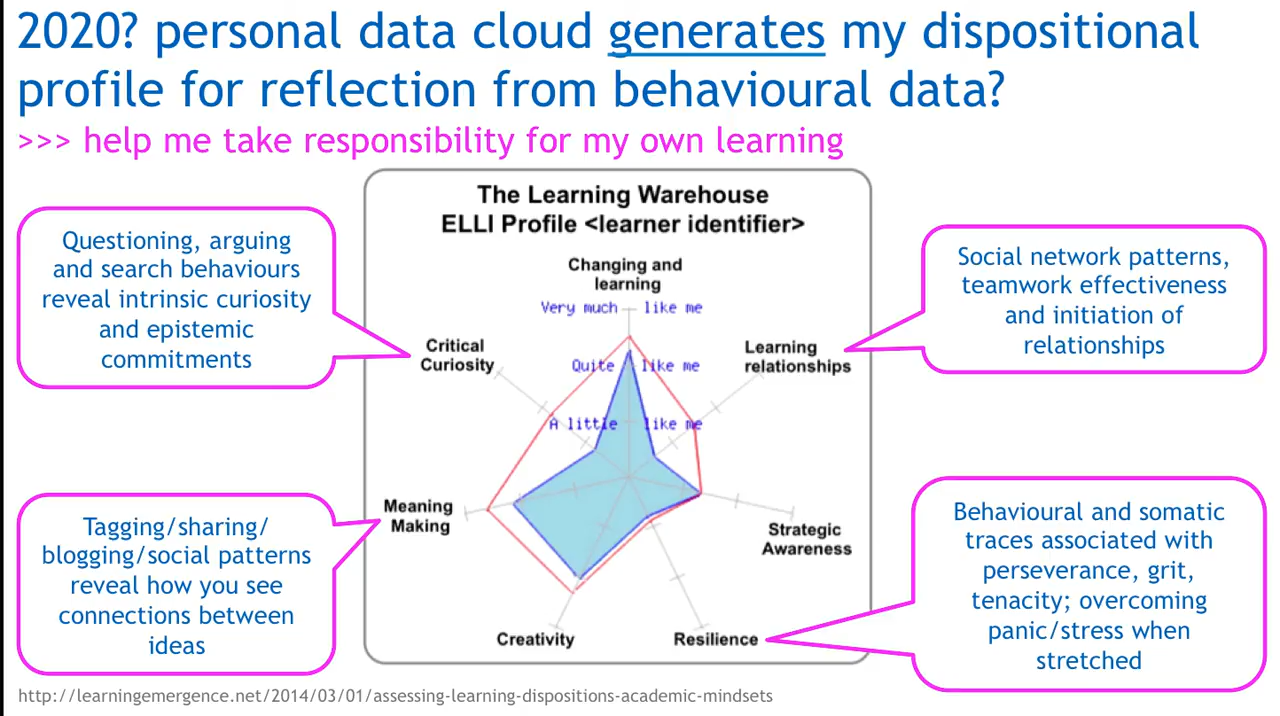 2020? personal data cloud generates my dispositional
profile for reflection from behavioural data?
>>> help me take responsibility for my own learning
The Learning Warehouse
ELLI Profile <learner identifier>
Questioning, arguing
and search behaviours
reveal intrinsic curiosity
and epistemic
commitments
Social network patterns,
teamwork effectiveness
and initiation of
relationships
Changing and
learning
Very much like me
Critical
Curiosity
Learning
relationships
Quite like me
A little like me
Meaning
Making
Strategic
Awareness
Tagging/sharing/
blogging/social patterns
reveal how you see
connections between
ideas
Behavioural and somatic
traces associated with
perseverance, grit,
tenacity; overcoming
panic/stress when
stretched
Creativity
Resilience
http://learningemergence.net/2014/03/01/assessing-learning-dispositions-academic-mindsets